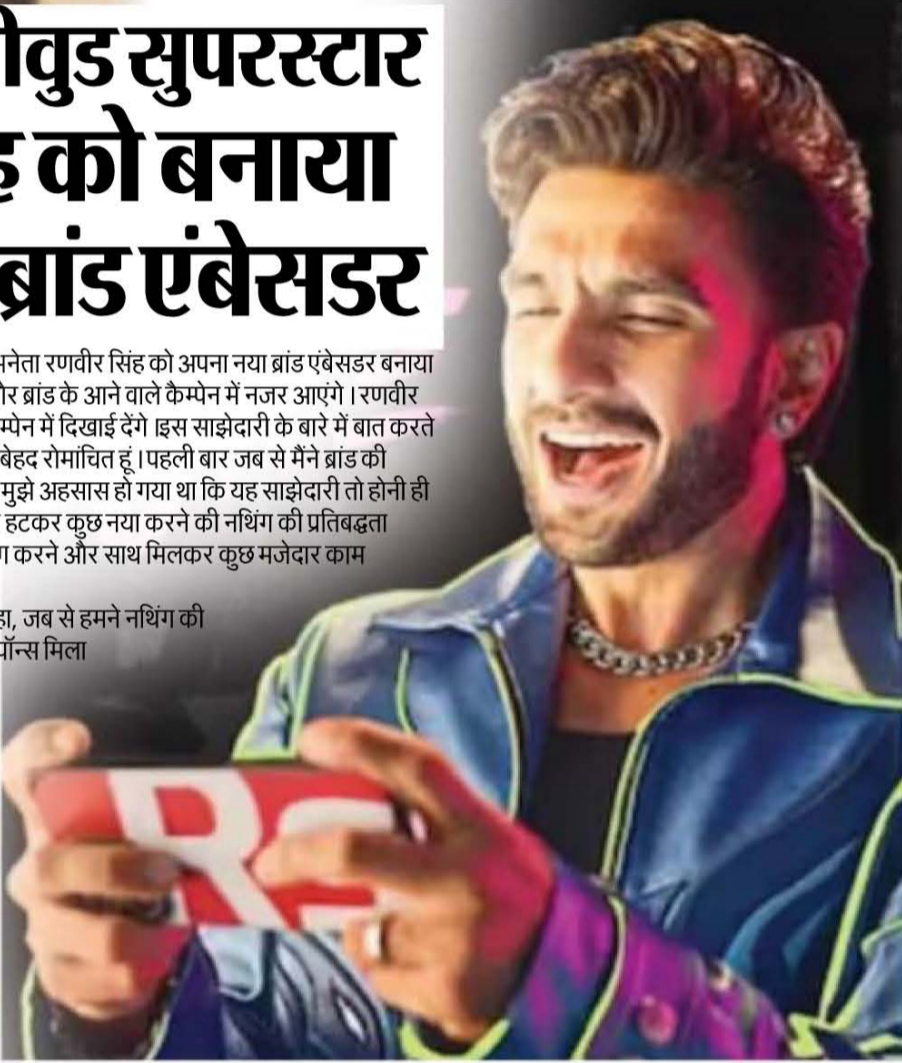 सुपरस्टार
को बनाया
ब्रांड एंबेसडर
रणवीर सिंह को अपना नया ब्रांड एंबेसडर बनाया
ब्रांड के आने वाले कैम्पेन में नजर आएंगे । रणवीर
में दिखाई देंगे ।इस साझेदारी के बारे में बात करते
बेहद रोमांचित हूं । पहली बार जब से मैंने ब्रांड की
मुझे अहसास हो गया था कि यह साझेदारी तो होनी ही
हटकर कुछ नया करने की नथिंग की प्रतिबद्धता
करने और साथ मिलकर कुछ मजेदार काम
जब से हमने नथिंग की
मिला